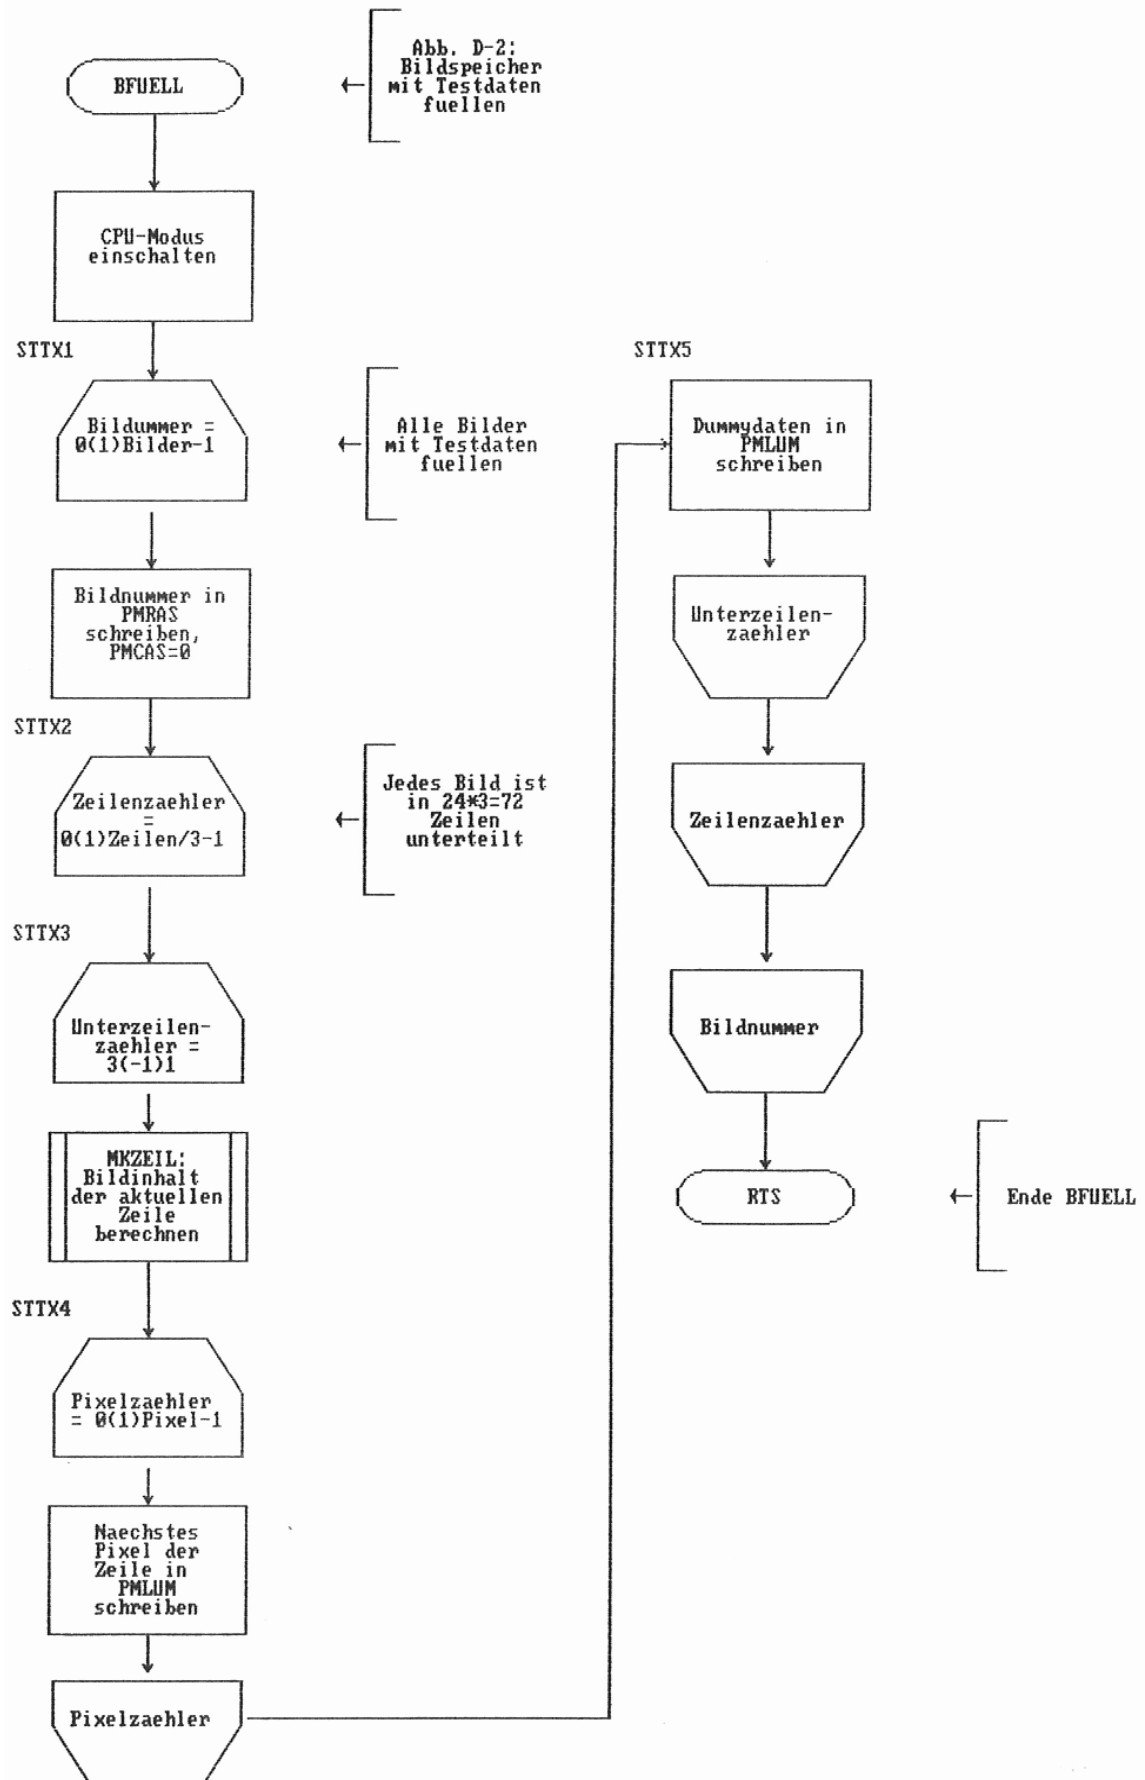 BFUELL
Abb. D-2:
Bildspeicher
mit Testdaten
fuellen
CPU-Modus
einschalten
STTX1
Bildummer =
0(1)Bilder-1
Alle Bilder
mit Testdaten
fuellen
Bildnummer in
PMRAS
schreiben,
PMCAS=0
STTX2
Zeilenzaehler
=
0(1)Zeilen/3-1
Jedes Bild ist
in 24*3=72
Zeilen
unterteilt
STTX3
Unterzeilen-
zaehler =
3(-1)1
MKZEIL:
Bildinhalt
der aktuellen
Zeile
berechnen
STTX4
Pixelzaehler
= 0(1)Pixel-1
Naechstes
Pixel der
Zeile in
PMLUM
schreiben
Pixelzaehler
STTX5
Dummydaten in
PMLUM
schreiben
Unterzeilen-
zaehler
Zeilenzaehler
Bildnummer
RTS
Ende BFUELL